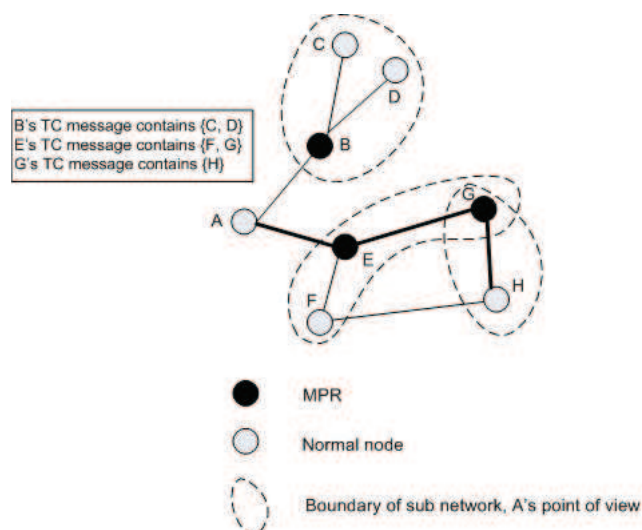 C
D
B's TC message contains {C, D}
E's TC message contains {F, G}
G's TC message contains {H}
B
A
G
E
H
F
MPR
Normal node
Boundary of sub network, A's point of view